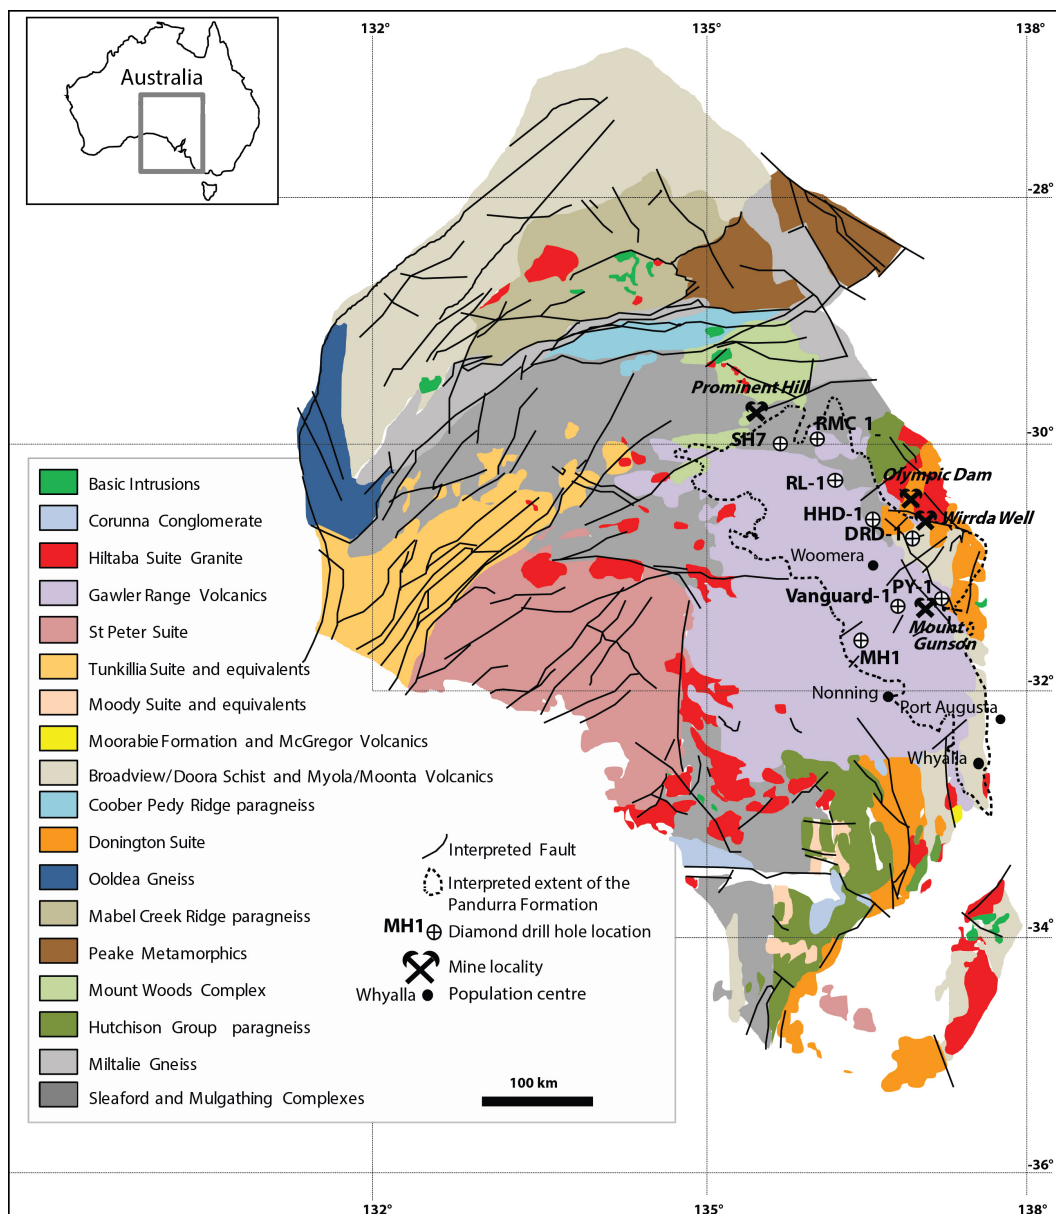 132°
135°
138°
Australia
-28°
Prominent Hill
RMC 1
SH7
-30°
Olympic Dam
RL-1
HHD-1
Wirrda Well
DRD-1
Woomera
PY-1
Vanguard-1
Mount
Gunson
MH1
-32°
Nonning
Port Augusta
Whyalla
Basic Intrusions
Corunna Conglomerate
Hiltaba Suite Granite
Gawler Range Volcanics
St Peter Suite
Tunkillia Suite and equivalents
Moody Suite and equivalents
Moorabie Formation and McGregor Volcanics
Broadview/Doora Schist and Myola/Moonta Volcanics
Coober Pedy Ridge paragneiss
Donington Suite
Ooldea Gneiss
Mabel Creek Ridge paragneiss
Peake Metamorphics
Mount Woods Complex
Hutchison Group paragneiss
Miltalie Gneiss
Sleaford and Mulgathing Complexes
Interpreted Fault
Interpreted extent of the
Pandurra Formation
MH1 Diamond drill hole location
Mine locality
Whyalla Population centre
100 km
-34°
-36°
132°
135°
138°